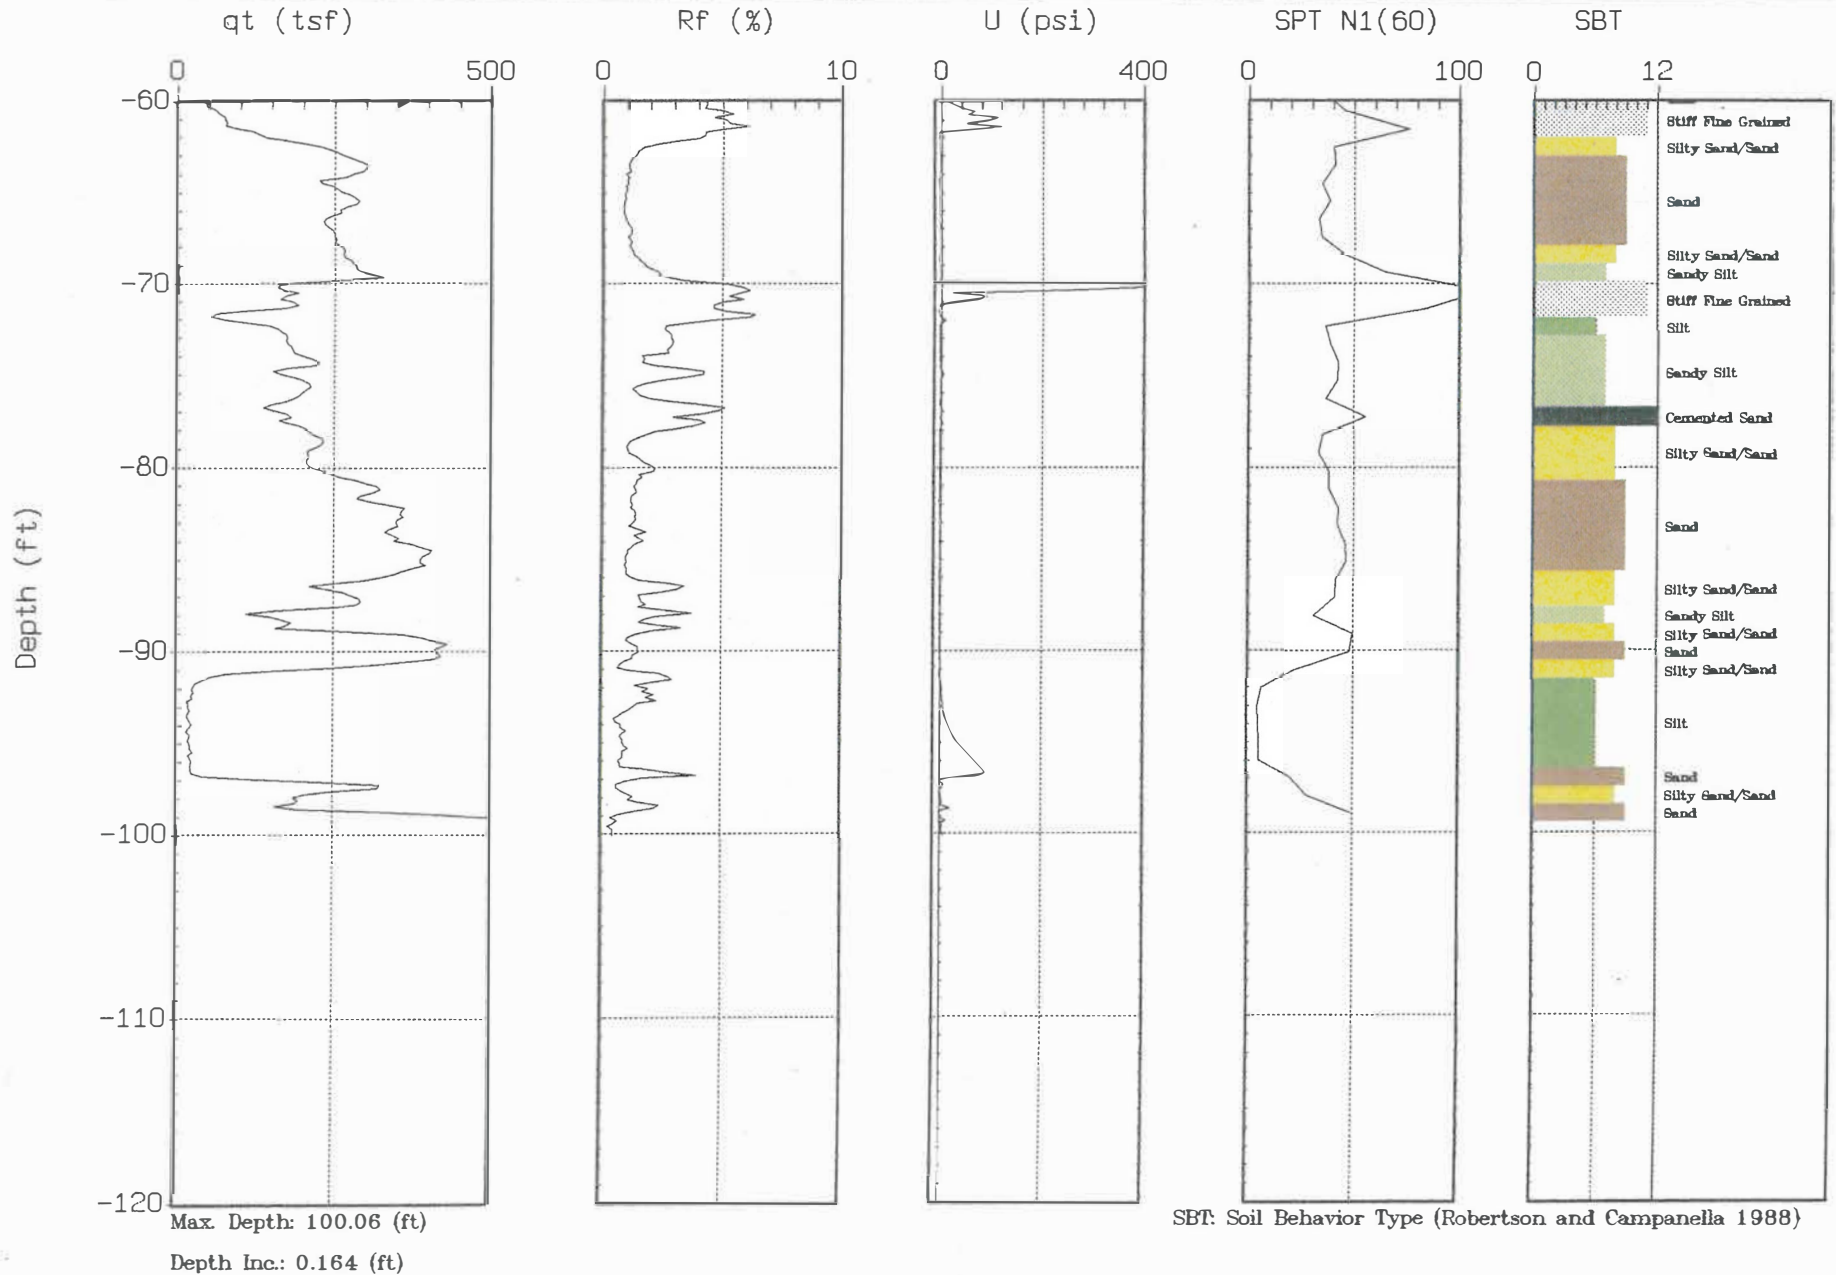 qt (tsf) Rf (%) U (psi) SPT N1(60) SBT
0 500 0 10 0 400 0 100 0 12
-60
-70
-80
-90
-100
-110
-120
Depth (ft)
Stiff Fine Grained
Silty Sand/Sand
Sand
Silty Sand/Sand
Sandy Silt
Stiff Fine Grained
Silt
Sandy Silt
Cemented Sand
Silty Sand/Sand
Sand
Silty Sand/Sand
Sandy Silt
Silty Sand/Sand
Sand
Silty Sand/Sand
Silt
Sand
Silty Sand/Sand
Sand
Max. Depth: 100.06 (ft)
Depth Inc.: 0.164 (ft)
SBT: Soil Behavior Type (Robertson and Campanella 1988)